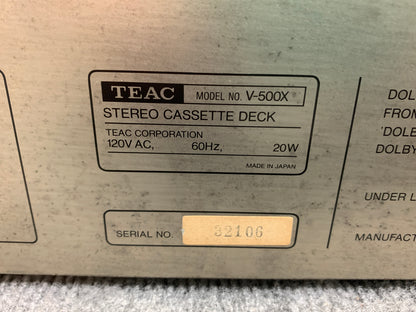 TEAC MODEL NO. V-500X
STEREO CASSETTE DECK
TEAC CORPORATION
120V AC, 60Hz, 20W
MADE IN JAPAN
SERIAL NO. 32106
DOL
FROM
'DOLE
DOLBY
UNDER L
MANUFACT